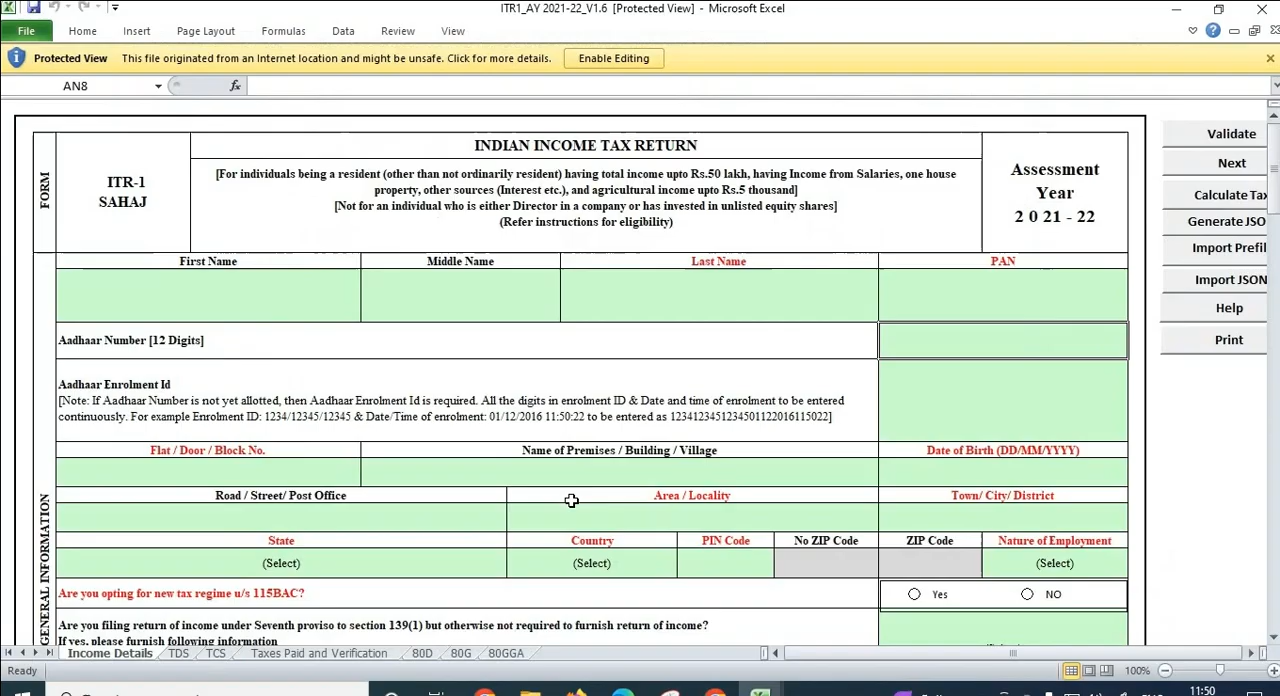 ITR1_AY 2021-22_V1.6 [Protected View] - Microsoft Excel
File Home Insert Page Layout Formulas Data Review View
Protected View This file originated from an Internet location and might be unsafe. Click for more details. Enable Editing
AN8 fx
FORM
ITR-1
SAHAJ
INDIAN INCOME TAX RETURN
[For individuals being a resident (other than not ordinarily resident) having total income upto Rs.50 lakh, having Income from Salaries, one house
property, other sources (Interest etc.), and agricultural income upto Rs.5 thousand]
[Not for an individual who is either Director in a company or has invested in unlisted equity shares]
(Refer instructions for eligibility)
Assessment
Year
2 0 21 - 22
Validate
Next
Calculate Tax
Generate JSO
Import Prefil
Import JSON
Help
Print
GENERAL INFORMATION
First Name Middle Name Last Name PAN
Aadhaar Number [12 Digits]
Aadhaar Enrolment Id
[Note: If Aadhaar Number is not yet allotted, then Aadhaar Enrolment Id is required. All the digits in enrolment ID & Date and time of enrolment to be entered
continuously. For example Enrolment ID: 1234/12345/12345 & Date/Time of enrolment: 01/12/2016 11:50:22 to be entered as 1234123451234501122016115022]
Flat / Door / Block No. Name of Premises / Building / Village Date of Birth (DD/MM/YYYY)
Road / Street/ Post Office Area / Locality Town/ City/ District
State Country PIN Code No ZIP Code ZIP Code Nature of Employment
(Select) (Select) (Select)
Are you opting for new tax regime u/s 115BAC? Yes NO
Are you filing return of income under Seventh proviso to section 139(1) but otherwise not required to furnish return of income?
If yes, please furnish following information
Income Details TDS TCS Taxes Paid and Verification 80D 80G 80GGA
Ready 100%
11:50